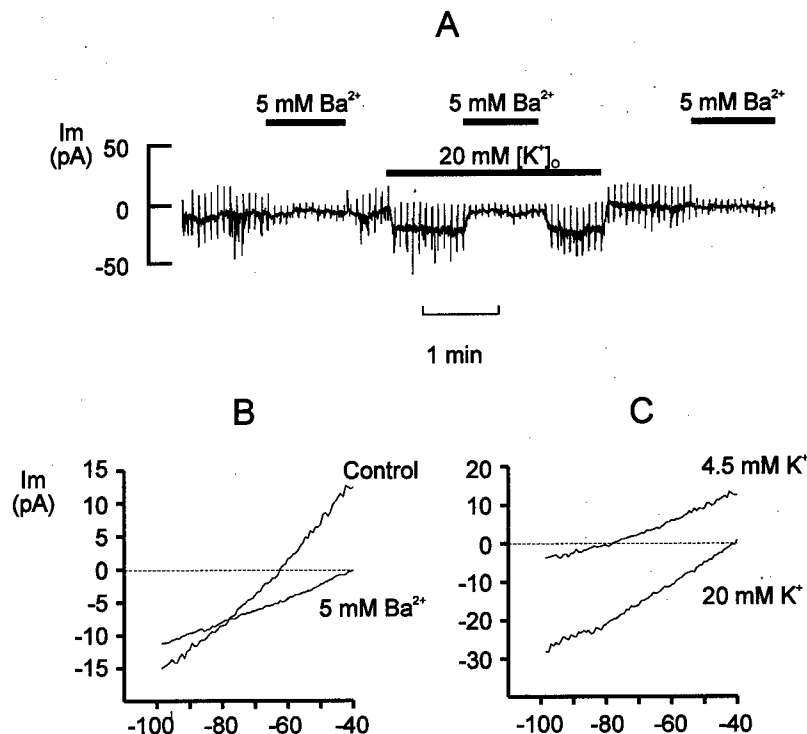 A
5 mM Ba²⁺ 5 mM Ba²⁺ 5 mM Ba²⁺
Im
(pA)
50
0
-50
20 mM [K⁺]ₒ
1 min
B
Im
(pA)
15
10
5
0
-5
-10
-15
Control
5 mM Ba²⁺
-100 -80 -60 -40
C
20
10
0
-10
-20
-30
4.5 mM K⁺
20 mM K⁺
-100 -80 -60 -40